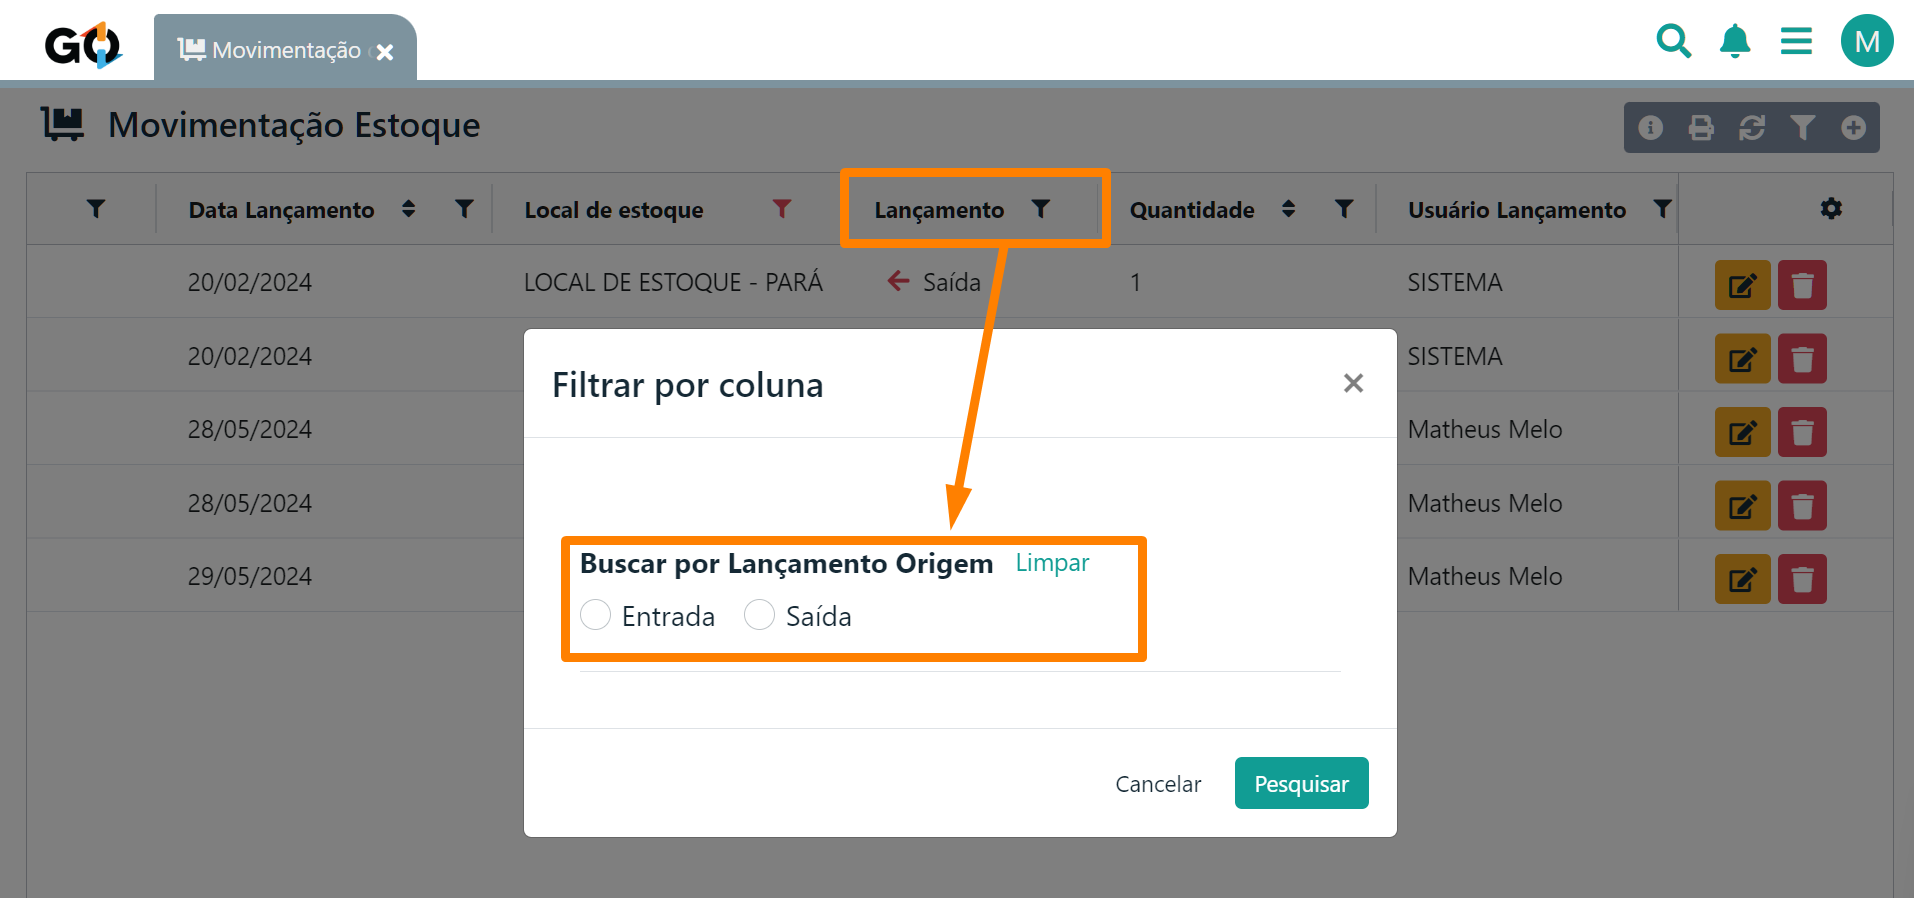 GO
Movimentação
M
Movimentação Estoque
Data Lançamento
Local de estoque
Lançamento
Quantidade
Usuário Lançamento
20/02/2024
LOCAL DE ESTOQUE - PARÁ
Saída
1
SISTEMA
20/02/2024
SISTEMA
28/05/2024
Matheus Melo
28/05/2024
Matheus Melo
29/05/2024
Matheus Melo
Filtrar por coluna
Buscar por Lançamento Origem Limpar
Entrada Saída
Cancelar
Pesquisar